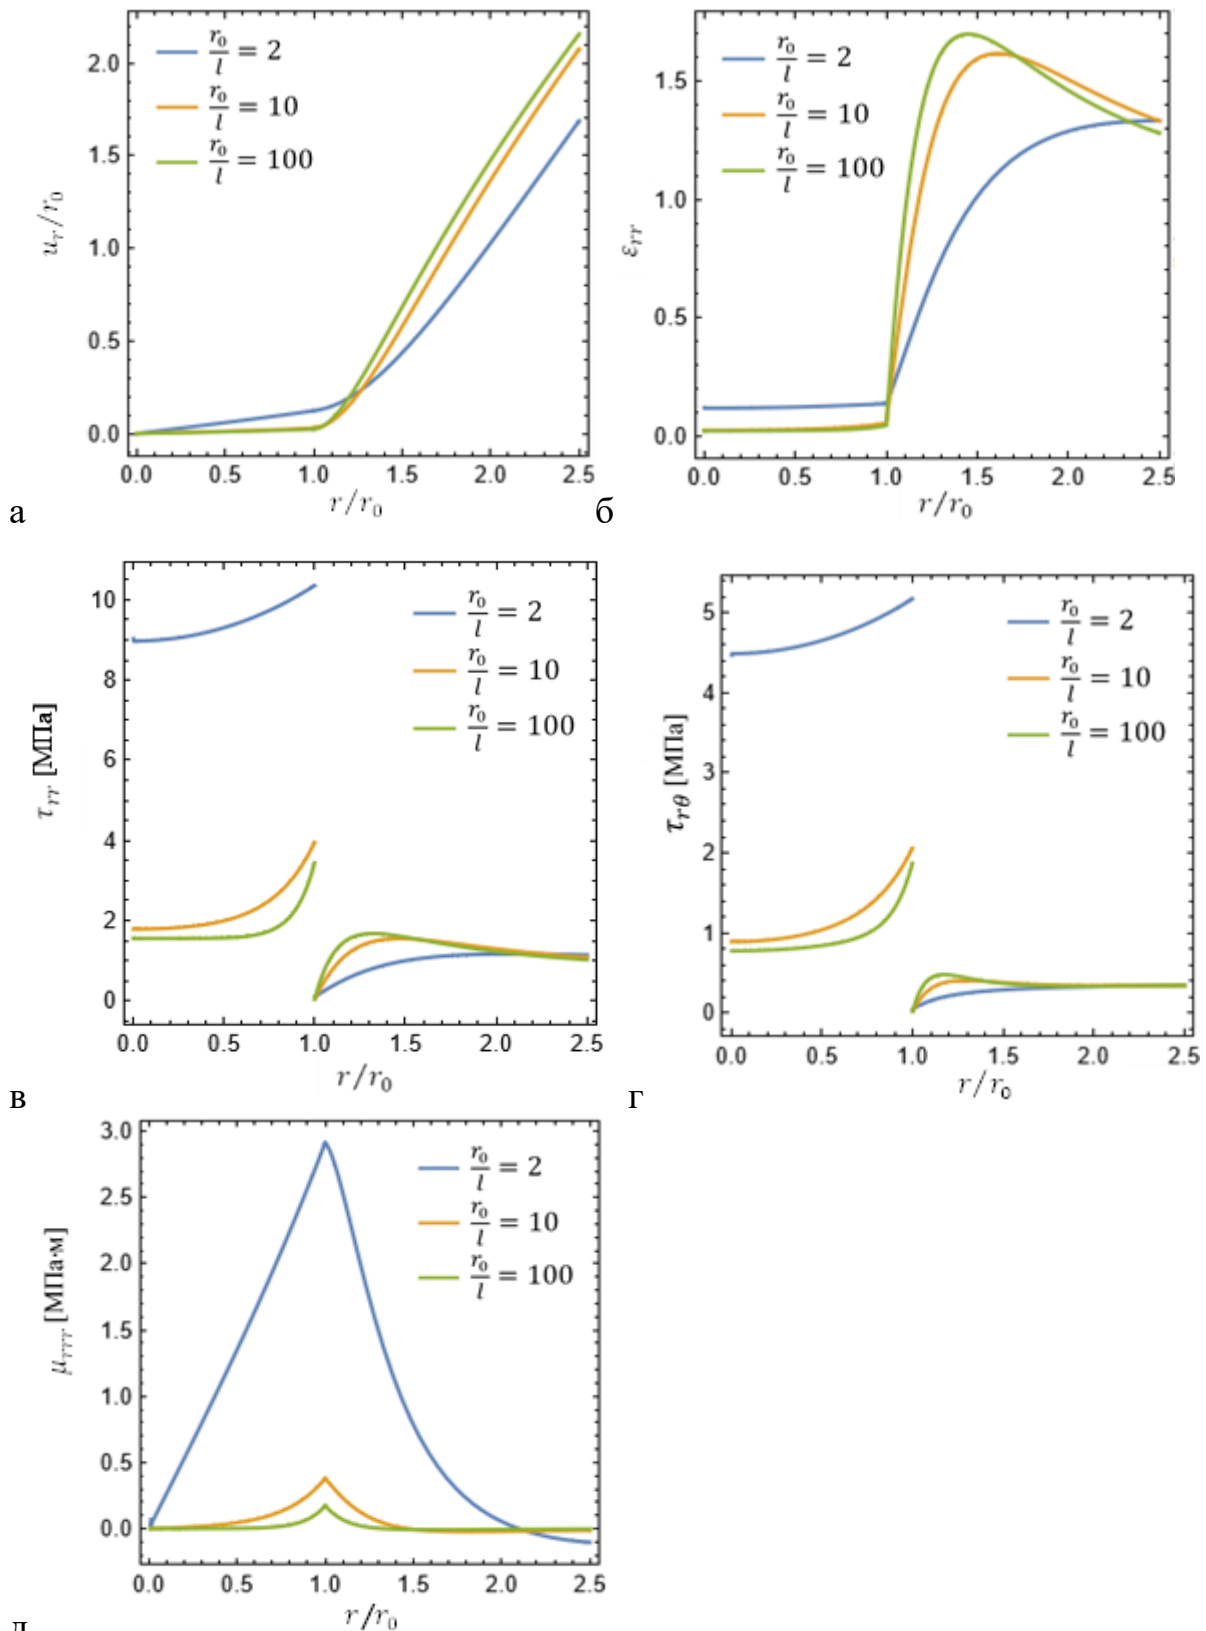 2.0
1.5
1.0
0.5
0.0
u_r/r_0
r_0/l = 2
r_0/l = 10
r_0/l = 100
0.0 0.5 1.0 1.5 2.0 2.5
r/r_0
а
1.5
1.0
0.5
0.0
ε_rr
r_0/l = 2
r_0/l = 10
r_0/l = 100
0.0 0.5 1.0 1.5 2.0 2.5
r/r_0
б
10
8
6
4
2
0
τ_rr [МПа]
r_0/l = 2
r_0/l = 10
r_0/l = 100
0.0 0.5 1.0 1.5 2.0 2.5
r/r_0
в
5
4
3
2
1
0
τ_rθ [МПа]
r_0/l = 2
r_0/l = 10
r_0/l = 100
0.0 0.5 1.0 1.5 2.0 2.5
r/r_0
г
3.0
2.5
2.0
1.5
1.0
0.5
0.0
μ_rrr [МПа·м]
r_0/l = 2
r_0/l = 10
r_0/l = 100
0.0 0.5 1.0 1.5 2.0 2.5
r/r_0